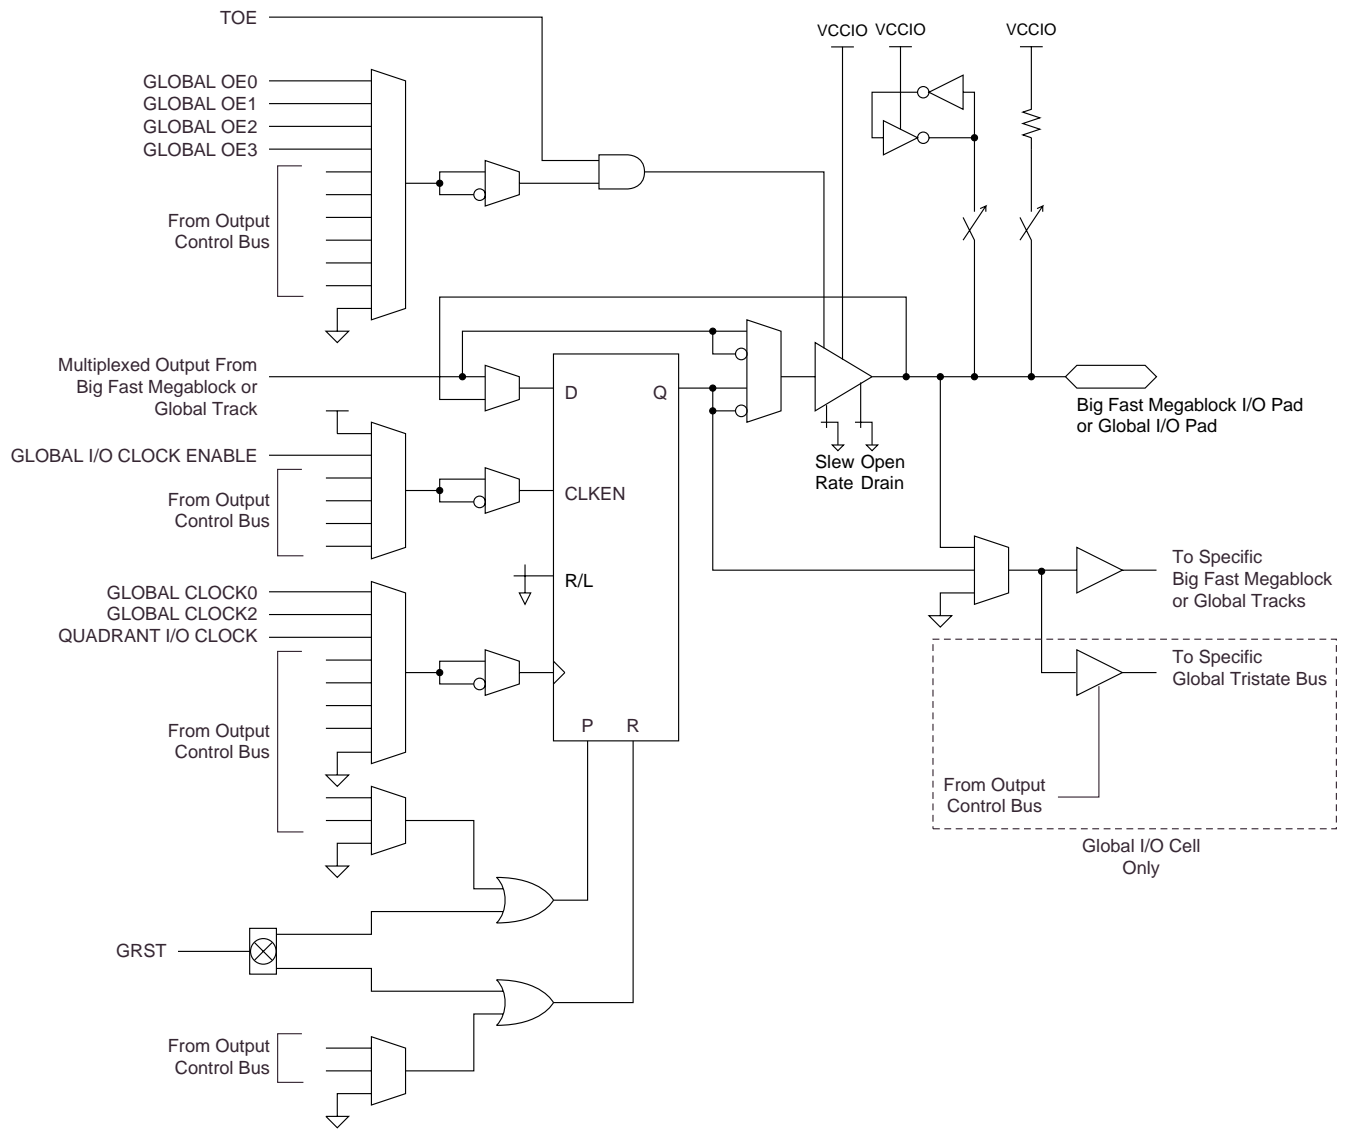 TOE
VCCIO VCCIO VCCIO
GLOBAL OE0
GLOBAL OE1
GLOBAL OE2
GLOBAL OE3
From Output
Control Bus
Multiplexed Output From
Big Fast Megablock or
Global Track
D
Q
Big Fast Megablock I/O Pad
or Global I/O Pad
GLOBAL I/O CLOCK ENABLE
Slew Open
Rate Drain
From Output
Control Bus
CLKEN
To Specific
Big Fast Megablock
or Global Tracks
R/L
GLOBAL CLOCK0
GLOBAL CLOCK2
QUADRANT I/O CLOCK
To Specific
Global Tristate Bus
From Output
Control Bus
P R
From Output
Control Bus
Global I/O Cell
Only
GRST
From Output
Control Bus